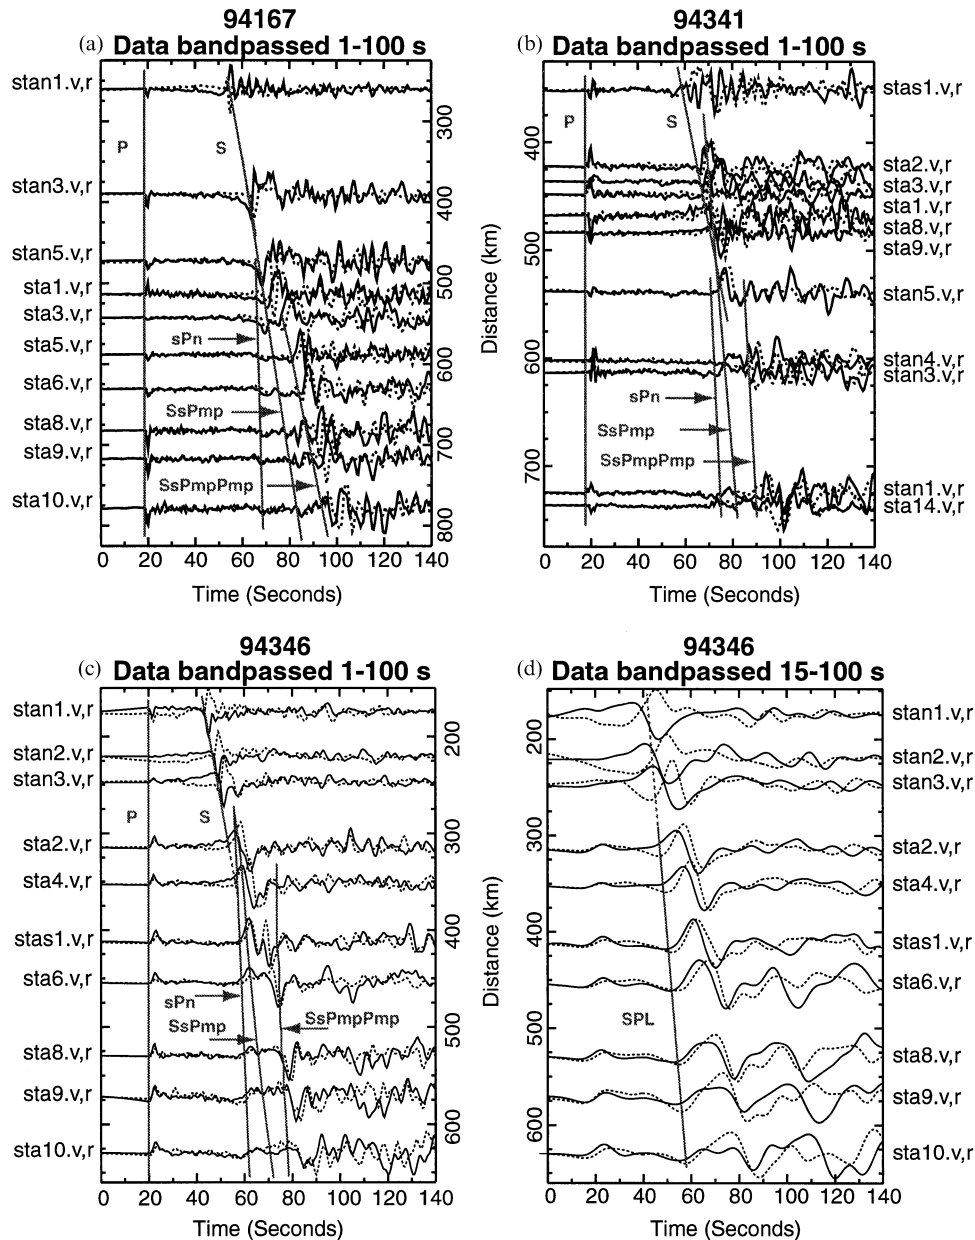 94167
(a) Data bandpassed 1-100 s
stan1.v,r
stan3.v,r
stan5.v,r
sta1.v,r
sta3.v,r
sta5.v,r
sta6.v,r
sta8.v,r
sta9.v,r
sta10.v,r
P
S
sPn
SsPmp
SsPmpPmp
300
400
500
600
700
800
0 20 40 60 80 100 120 140
Time (Seconds)
94341
(b) Data bandpassed 1-100 s
Distance (km)
400
500
600
700
P
S
sPn
SsPmp
SsPmpPmp
stas1.v,r
sta2.v,r
sta3.v,r
sta1.v,r
sta8.v,r
sta9.v,r
stan5.v,r
stan4.v,r
stan3.v,r
stan1.v,r
sta14.v,r
0 20 40 60 80 100 120 140
Time (Seconds)
94346
(c) Data bandpassed 1-100 s
stan1.v,r
stan2.v,r
stan3.v,r
sta2.v,r
sta4.v,r
stas1.v,r
sta6.v,r
sta8.v,r
sta9.v,r
sta10.v,r
P
S
sPn
SsPmp
SsPmpPmp
200
300
400
500
600
0 20 40 60 80 100 120 140
Time (Seconds)
94346
(d) Data bandpassed 15-100 s
Distance (km)
200
300
400
500
600
SPL
stan1.v,r
stan2.v,r
stan3.v,r
sta2.v,r
sta4.v,r
stas1.v,r
sta6.v,r
sta8.v,r
sta9.v,r
sta10.v,r
0 20 40 60 80 100 120 140
Time (Seconds)